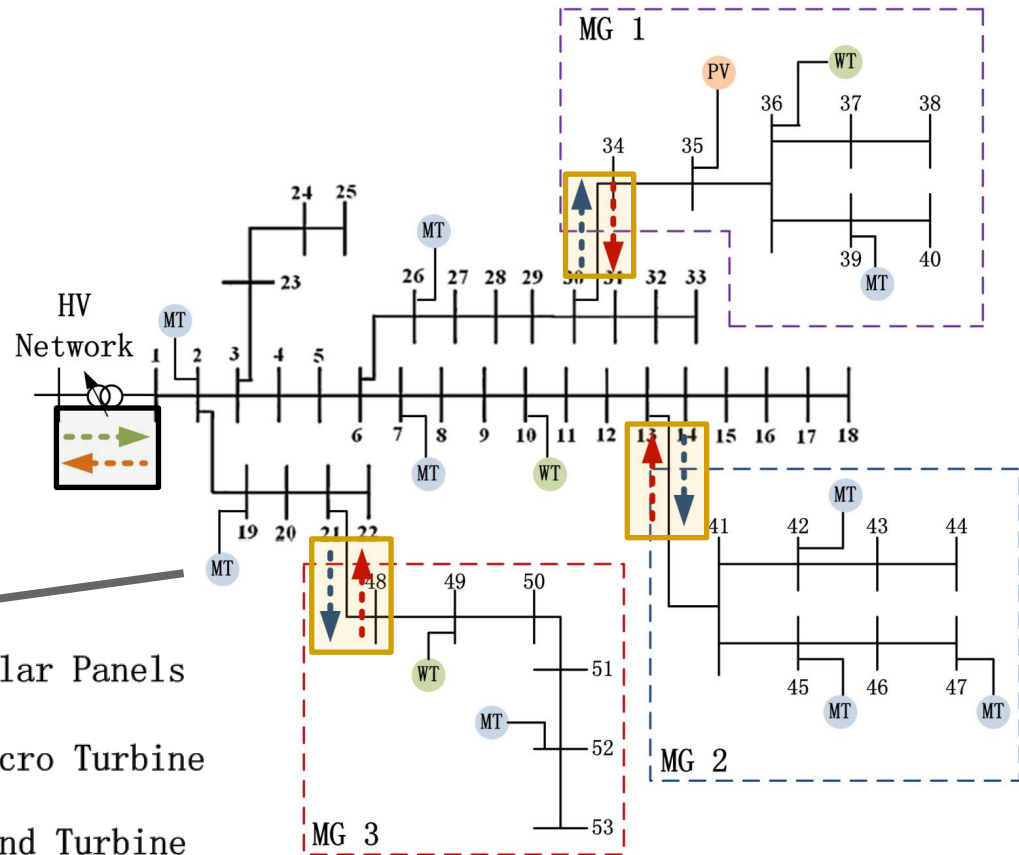 MG 1
WT
PV
36
37
38
34
35
24
25
MT
39
40
MT
23
26
27
28
29
30
31
32
33
HV
Network
MT
1
2
3
4
5
6
7
8
9
10
11
12
13
14
15
16
17
18
MT
WT
19
20
21
22
MT
MT
41
42
43
44
45
46
47
MT
MT
MG 2
48
49
50
WT
51
MT
52
53
MG 3
lar Panels
cro Turbine
nd Turbine